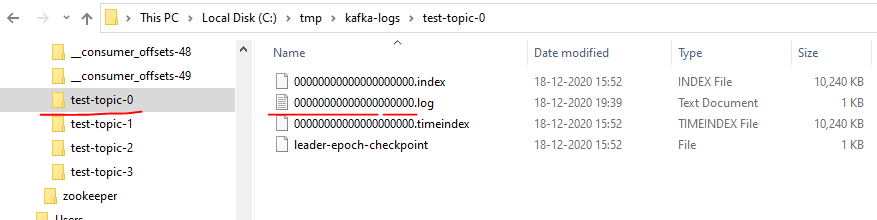 This PC > Local Disk (C:) > tmp > kafka-logs > test-topic-0
__consumer_offsets-48
__consumer_offsets-49
test-topic-0
test-topic-1
test-topic-2
test-topic-3
zookeeper
Users
Name Date modified Type Size
00000000000000000000.index 18-12-2020 15:52 INDEX File 10,240 KB
00000000000000000000.log 18-12-2020 19:39 Text Document 1 KB
00000000000000000000.timeindex 18-12-2020 15:52 TIMEINDEX File 10,240 KB
leader-epoch-checkpoint 18-12-2020 15:52 File 1 KB